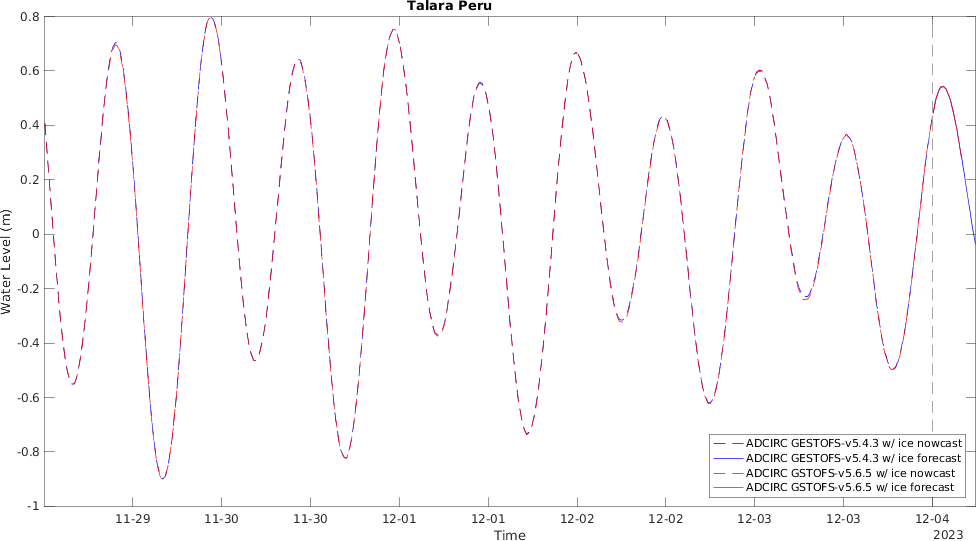 Talara Peru
0.8
0.6
0.4
0.2
0
-0.2
-0.4
-0.6
-0.8
-1
Water Level (m)
ADCIRC GESTOFS-v5.4.3 w/ ice nowcast
ADCIRC GESTOFS-v5.4.3 w/ ice forecast
ADCIRC GSTOFS-v5.6.5 w/ ice nowcast
ADCIRC GSTOFS-v5.6.5 w/ ice forecast
11-29 11-30 11-30 12-01 12-01 12-02 12-02 12-03 12-03 12-04
Time 2023